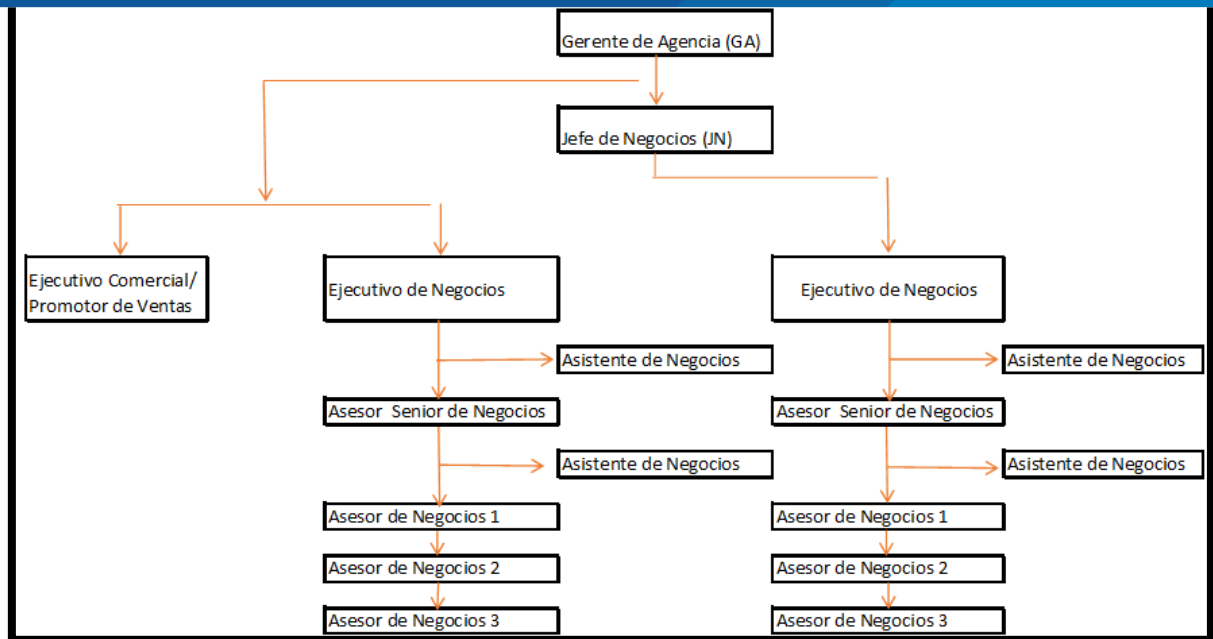 Gerente de Agencia (GA)
Jefe de Negocios (JN)
Ejecutivo Comercial/
Promotor de Ventas
Ejecutivo de Negocios
Ejecutivo de Negocios
Asistente de Negocios
Asistente de Negocios
Asesor  Senior de Negocios
Asesor  Senior de Negocios
Asistente de Negocios
Asistente de Negocios
Asesor de Negocios 1
Asesor de Negocios 1
Asesor de Negocios 2
Asesor de Negocios 2
Asesor de Negocios 3
Asesor de Negocios 3